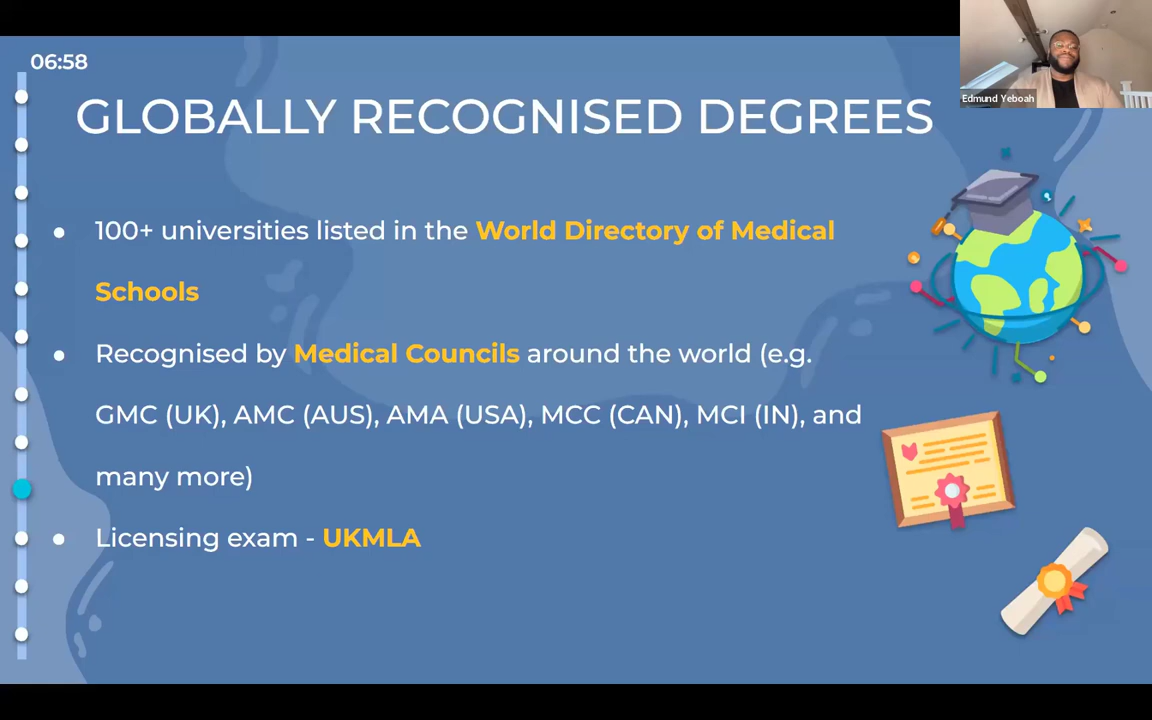 06:58
GLOBALLY RECOGNISED DEGREES
Edmund Yeboah
● 100+ universities listed in the World Directory of Medical
Schools
● Recognised by Medical Councils around the world (e.g.
GMC (UK), AMC (AUS), AMA (USA), MCC (CAN), MCI (IN), and
many more)
● Licensing exam - UKMLA